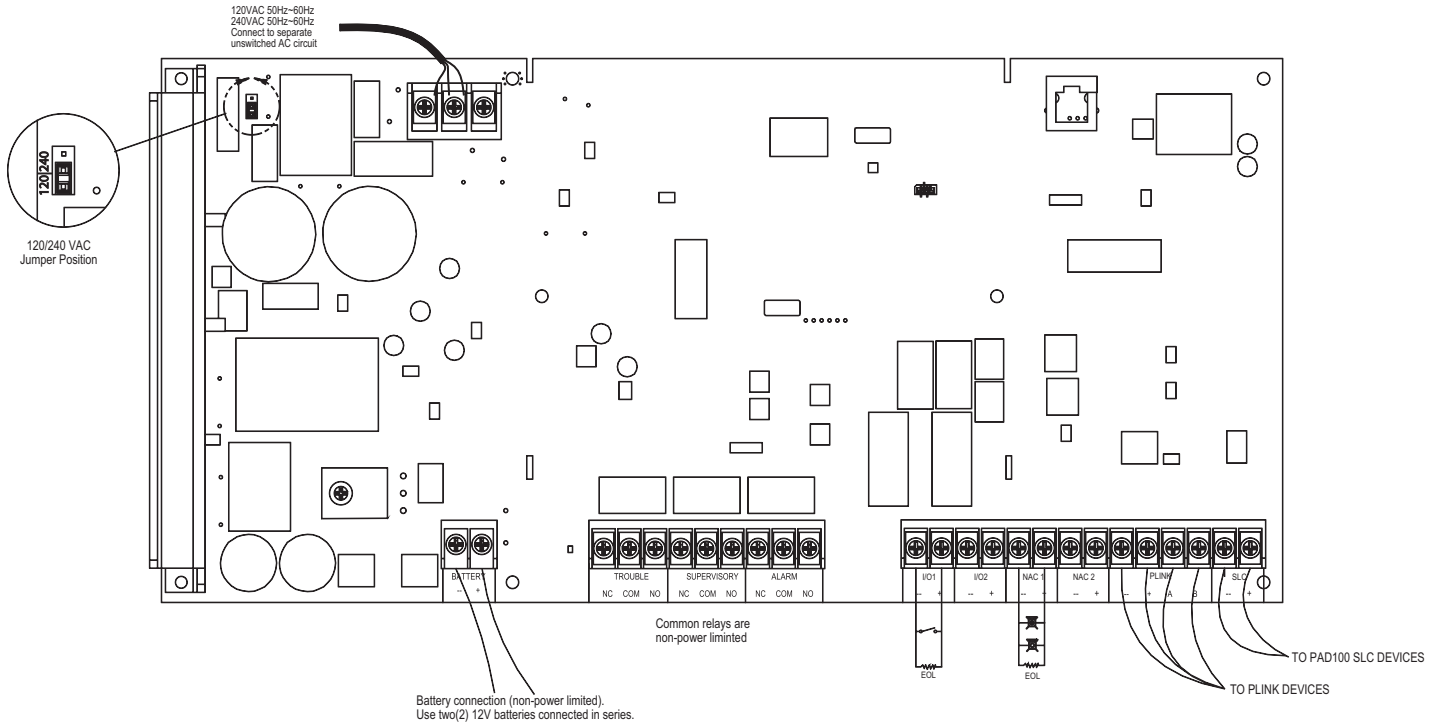 120VAC 50Hz~60Hz
240VAC 50Hz~60Hz
Connect to separate
unswitched AC circuit
120 240
120/240 VAC
Jumper Position
BATTERY
-- +
TROUBLE SUPERVISORY ALARM
NC COM NO NC COM NO NC COM NO
Common relays are
non-power liminted
I/O1 I/O2 NAC 1 NAC 2 PLINK SLC
-- + -- + -- + -- + -- + A B -- +
EOL EOL
TO PAD100 SLC DEVICES
TO PLINK DEVICES
Battery connection (non-power limited).
Use two(2) 12V batteries connected in series.